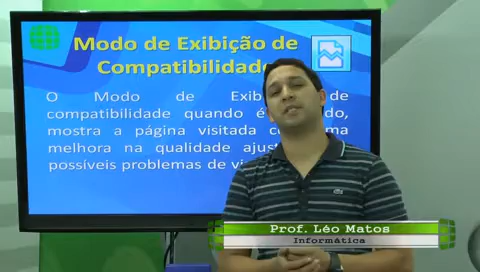 Modo de Exibição de
Compatibilidade
O Modo de de
compatibilidade quando é
mostra a página visitada
melhora na qualidade
possíveis problemas de
Prof. Léo Matos
Informática